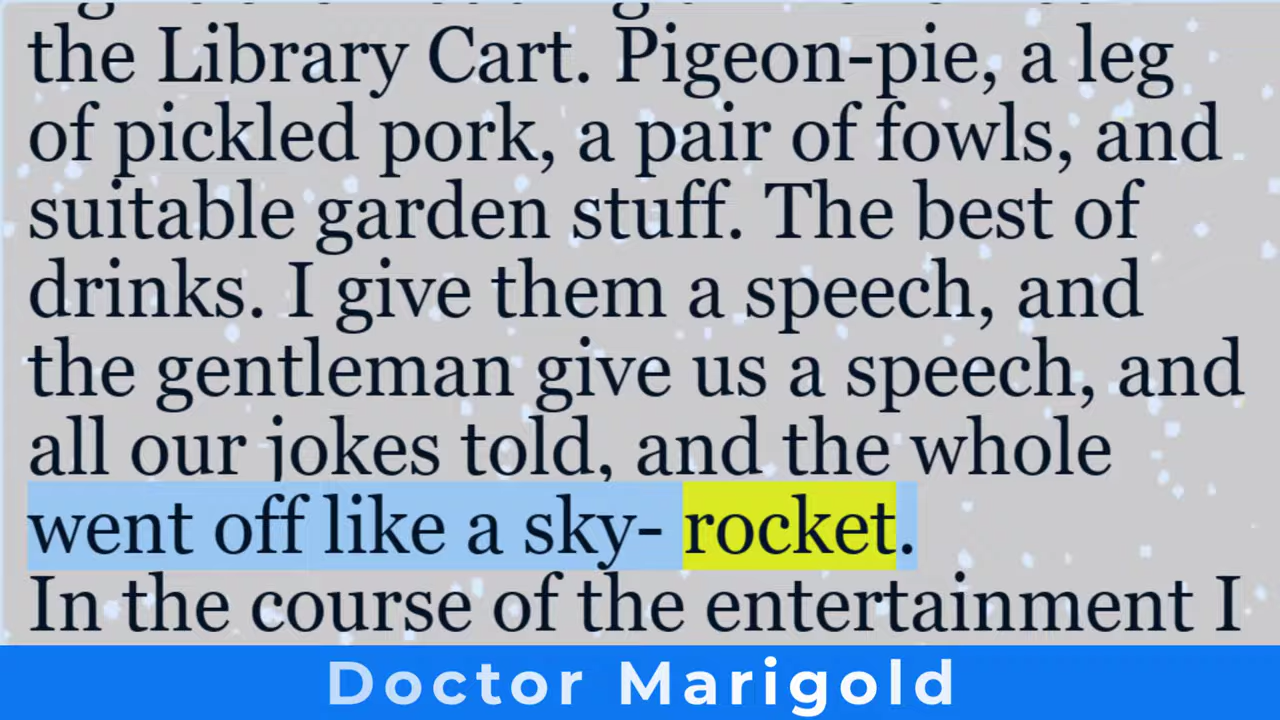 the Library Cart. Pigeon-pie, a leg
of pickled pork, a pair of fowls, and
suitable garden stuff. The best of
drinks. I give them a speech, and
the gentleman give us a speech, and
all our jokes told, and the whole
went off like a sky- rocket.
In the course of the entertainment I
Doctor Marigold